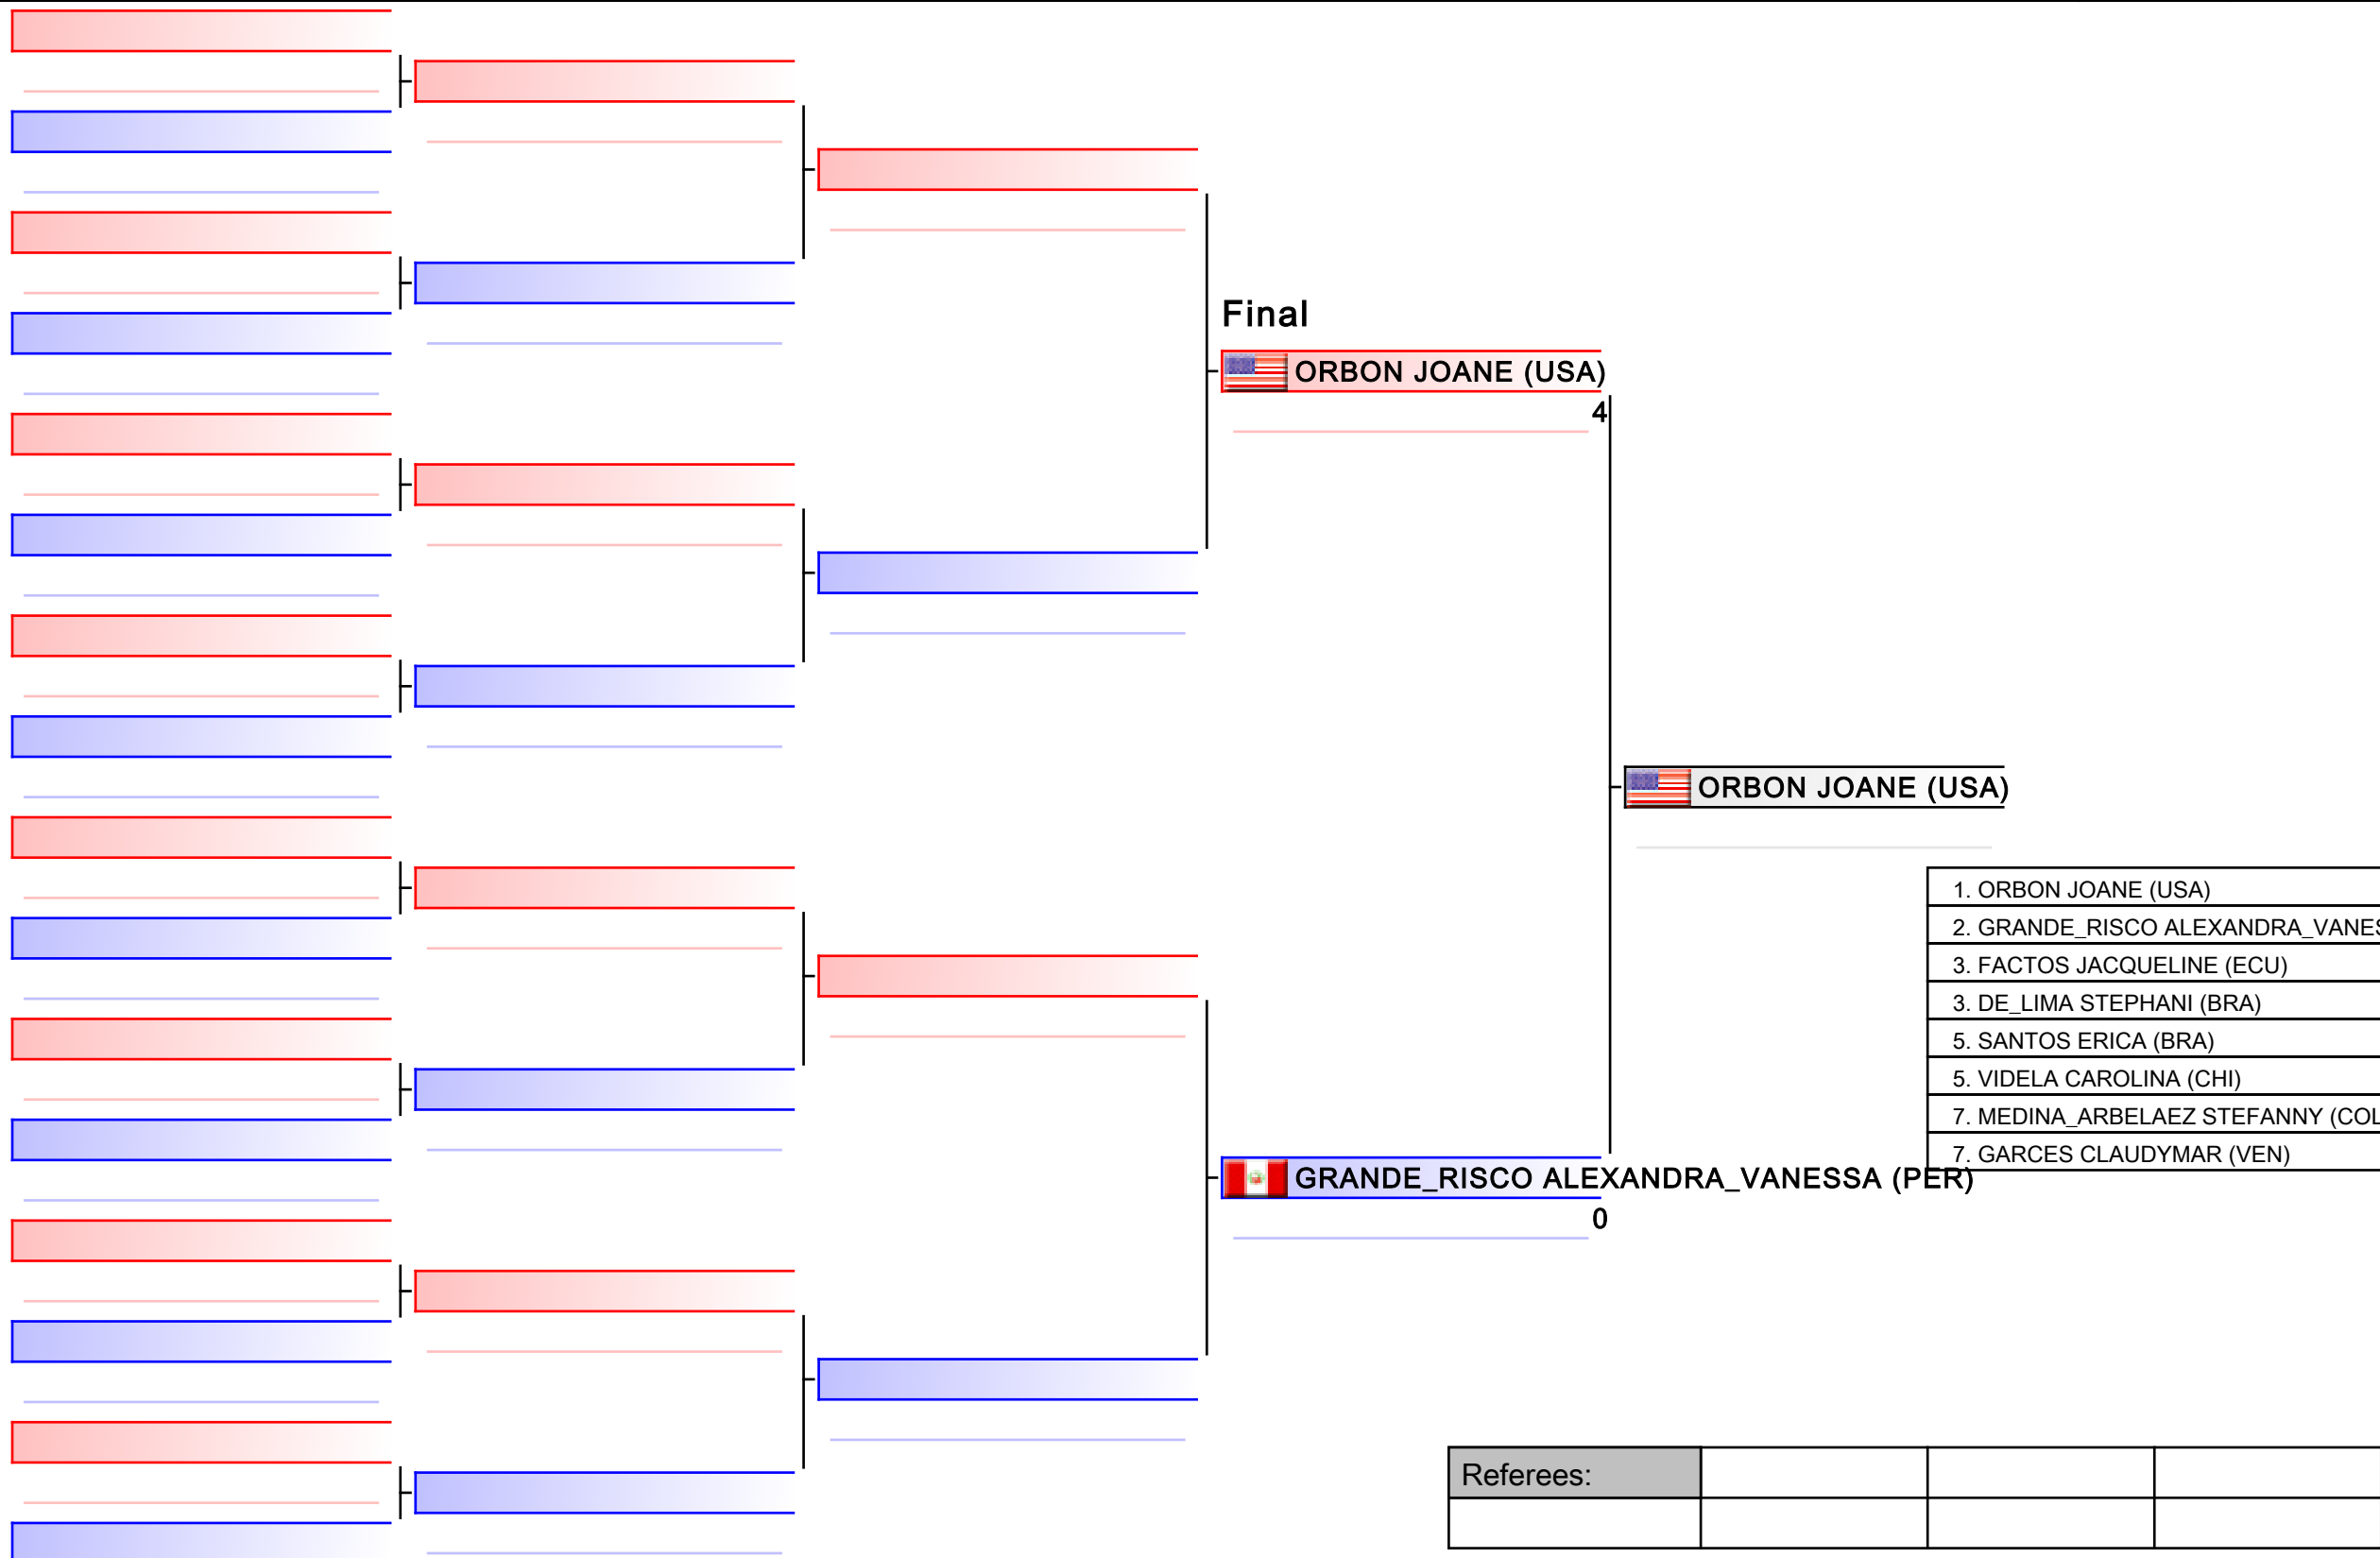 Final
ORBON JOANE (USA)
4
ORBON JOANE (USA)
1. ORBON JOANE (USA)
2. GRANDE_RISCO ALEXANDRA_VANES
3. FACTOS JACQUELINE (ECU)
3. DE_LIMA STEPHANI (BRA)
5. SANTOS ERICA (BRA)
5. VIDELA CAROLINA (CHI)
7. MEDINA_ARBELAEZ STEFANNY (COL
7. GARCES CLAUDYMAR (VEN)
GRANDE_RISCO ALEXANDRA_VANESSA (PER)
0
Referees: